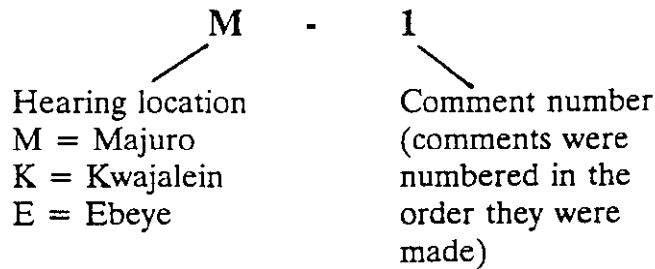 M - 1
Hearing location
M = Majuro
K = Kwajalein
E = Ebeye
Comment number
(comments were
numbered in the
order they were
made)